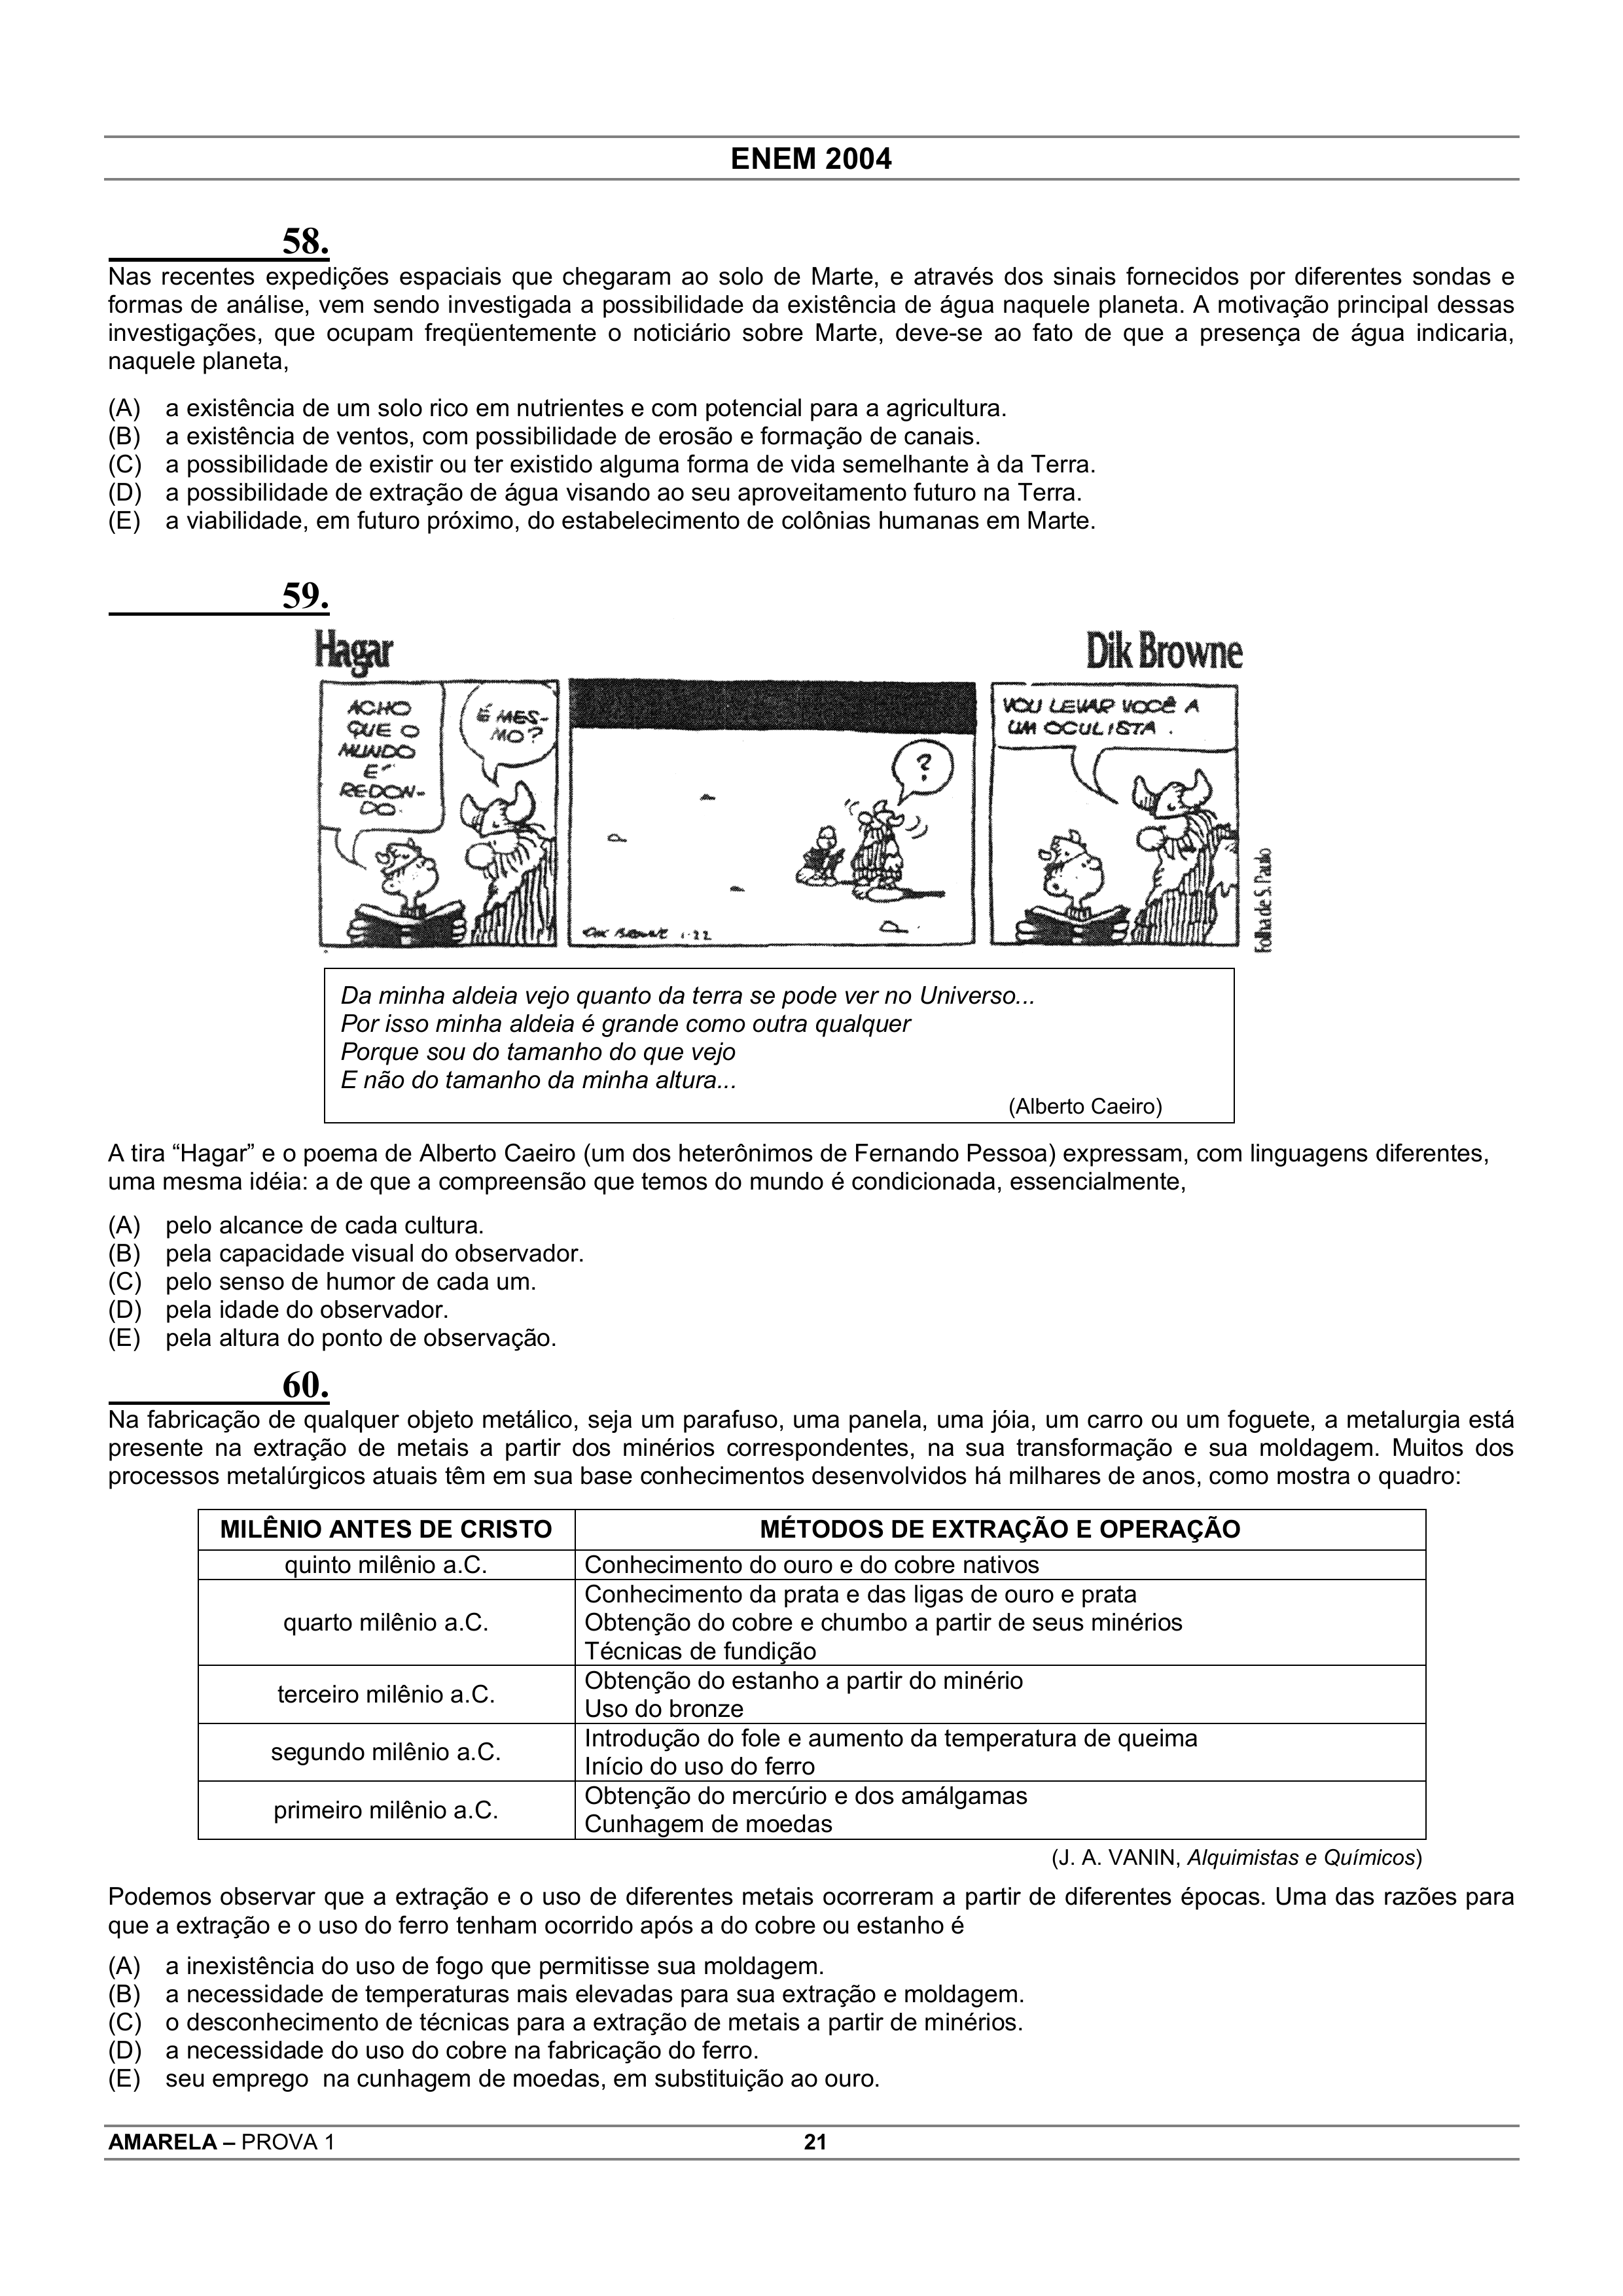 ENEM 2004
58.
Nas recentes expedições espaciais que chegaram ao solo de Marte, e através dos sinais fornecidos por diferentes sondas e
formas de análise, vem sendo investigada a possibilidade da existência de água naquele planeta. A motivação principal dessas
investigações, que ocupam freqüentemente o noticiário sobre Marte, deve-se ao fato de que a presença de água indicaria,
naquele planeta,
(A) a existência de um solo rico em nutrientes e com potencial para a agricultura.
(B) a existência de ventos, com possibilidade de erosão e formação de canais.
(C) a possibilidade de existir ou ter existido alguma forma de vida semelhante à da Terra.
(D) a possibilidade de extração de água visando ao seu aproveitamento futuro na Terra.
(E) a viabilidade, em futuro próximo, do estabelecimento de colônias humanas em Marte.
59.
Hagar
Dik Browne
ACHO
QUE O
MUNDO
É
REDON-
DO.
É MES-
MO?
?
DIK BROWNE 1·22
VOU LEVAR VOCÊ A
UM OCULISTA.
Folha de S. Paulo
Da minha aldeia vejo quanto da terra se pode ver no Universo...
Por isso minha aldeia é grande como outra qualquer
Porque sou do tamanho do que vejo
E não do tamanho da minha altura...
(Alberto Caeiro)
A tira “Hagar” e o poema de Alberto Caeiro (um dos heterônimos de Fernando Pessoa) expressam, com linguagens diferentes,
uma mesma idéia: a de que a compreensão que temos do mundo é condicionada, essencialmente,
(A) pelo alcance de cada cultura.
(B) pela capacidade visual do observador.
(C) pelo senso de humor de cada um.
(D) pela idade do observador.
(E) pela altura do ponto de observação.
60.
Na fabricação de qualquer objeto metálico, seja um parafuso, uma panela, uma jóia, um carro ou um foguete, a metalurgia está
presente na extração de metais a partir dos minérios correspondentes, na sua transformação e sua moldagem. Muitos dos
processos metalúrgicos atuais têm em sua base conhecimentos desenvolvidos há milhares de anos, como mostra o quadro:
MILÊNIO ANTES DE CRISTO MÉTODOS DE EXTRAÇÃO E OPERAÇÃO
quinto milênio a.C. Conhecimento do ouro e do cobre nativos
quarto milênio a.C. Conhecimento da prata e das ligas de ouro e prata
Obtenção do cobre e chumbo a partir de seus minérios
Técnicas de fundição
terceiro milênio a.C. Obtenção do estanho a partir do minério
Uso do bronze
segundo milênio a.C. Introdução do fole e aumento da temperatura de queima
Início do uso do ferro
primeiro milênio a.C. Obtenção do mercúrio e dos amálgamas
Cunhagem de moedas
(J. A. VANIN, Alquimistas e Químicos)
Podemos observar que a extração e o uso de diferentes metais ocorreram a partir de diferentes épocas. Uma das razões para
que a extração e o uso do ferro tenham ocorrido após a do cobre ou estanho é
(A) a inexistência do uso de fogo que permitisse sua moldagem.
(B) a necessidade de temperaturas mais elevadas para sua extração e moldagem.
(C) o desconhecimento de técnicas para a extração de metais a partir de minérios.
(D) a necessidade do uso do cobre na fabricação do ferro.
(E) seu emprego na cunhagem de moedas, em substituição ao ouro.
AMARELA – PROVA 1 21